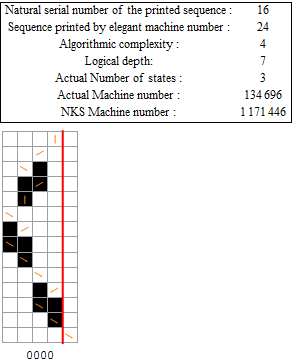 Natural serial number of the printed sequence : 16
Sequence printed by elegant machine number : 24
Algorithmic complexity : 4
Logical depth: 7
Actual Number of states : 3
Actual Machine number : 134 696
NKS Machine number : 1 171 446
0000